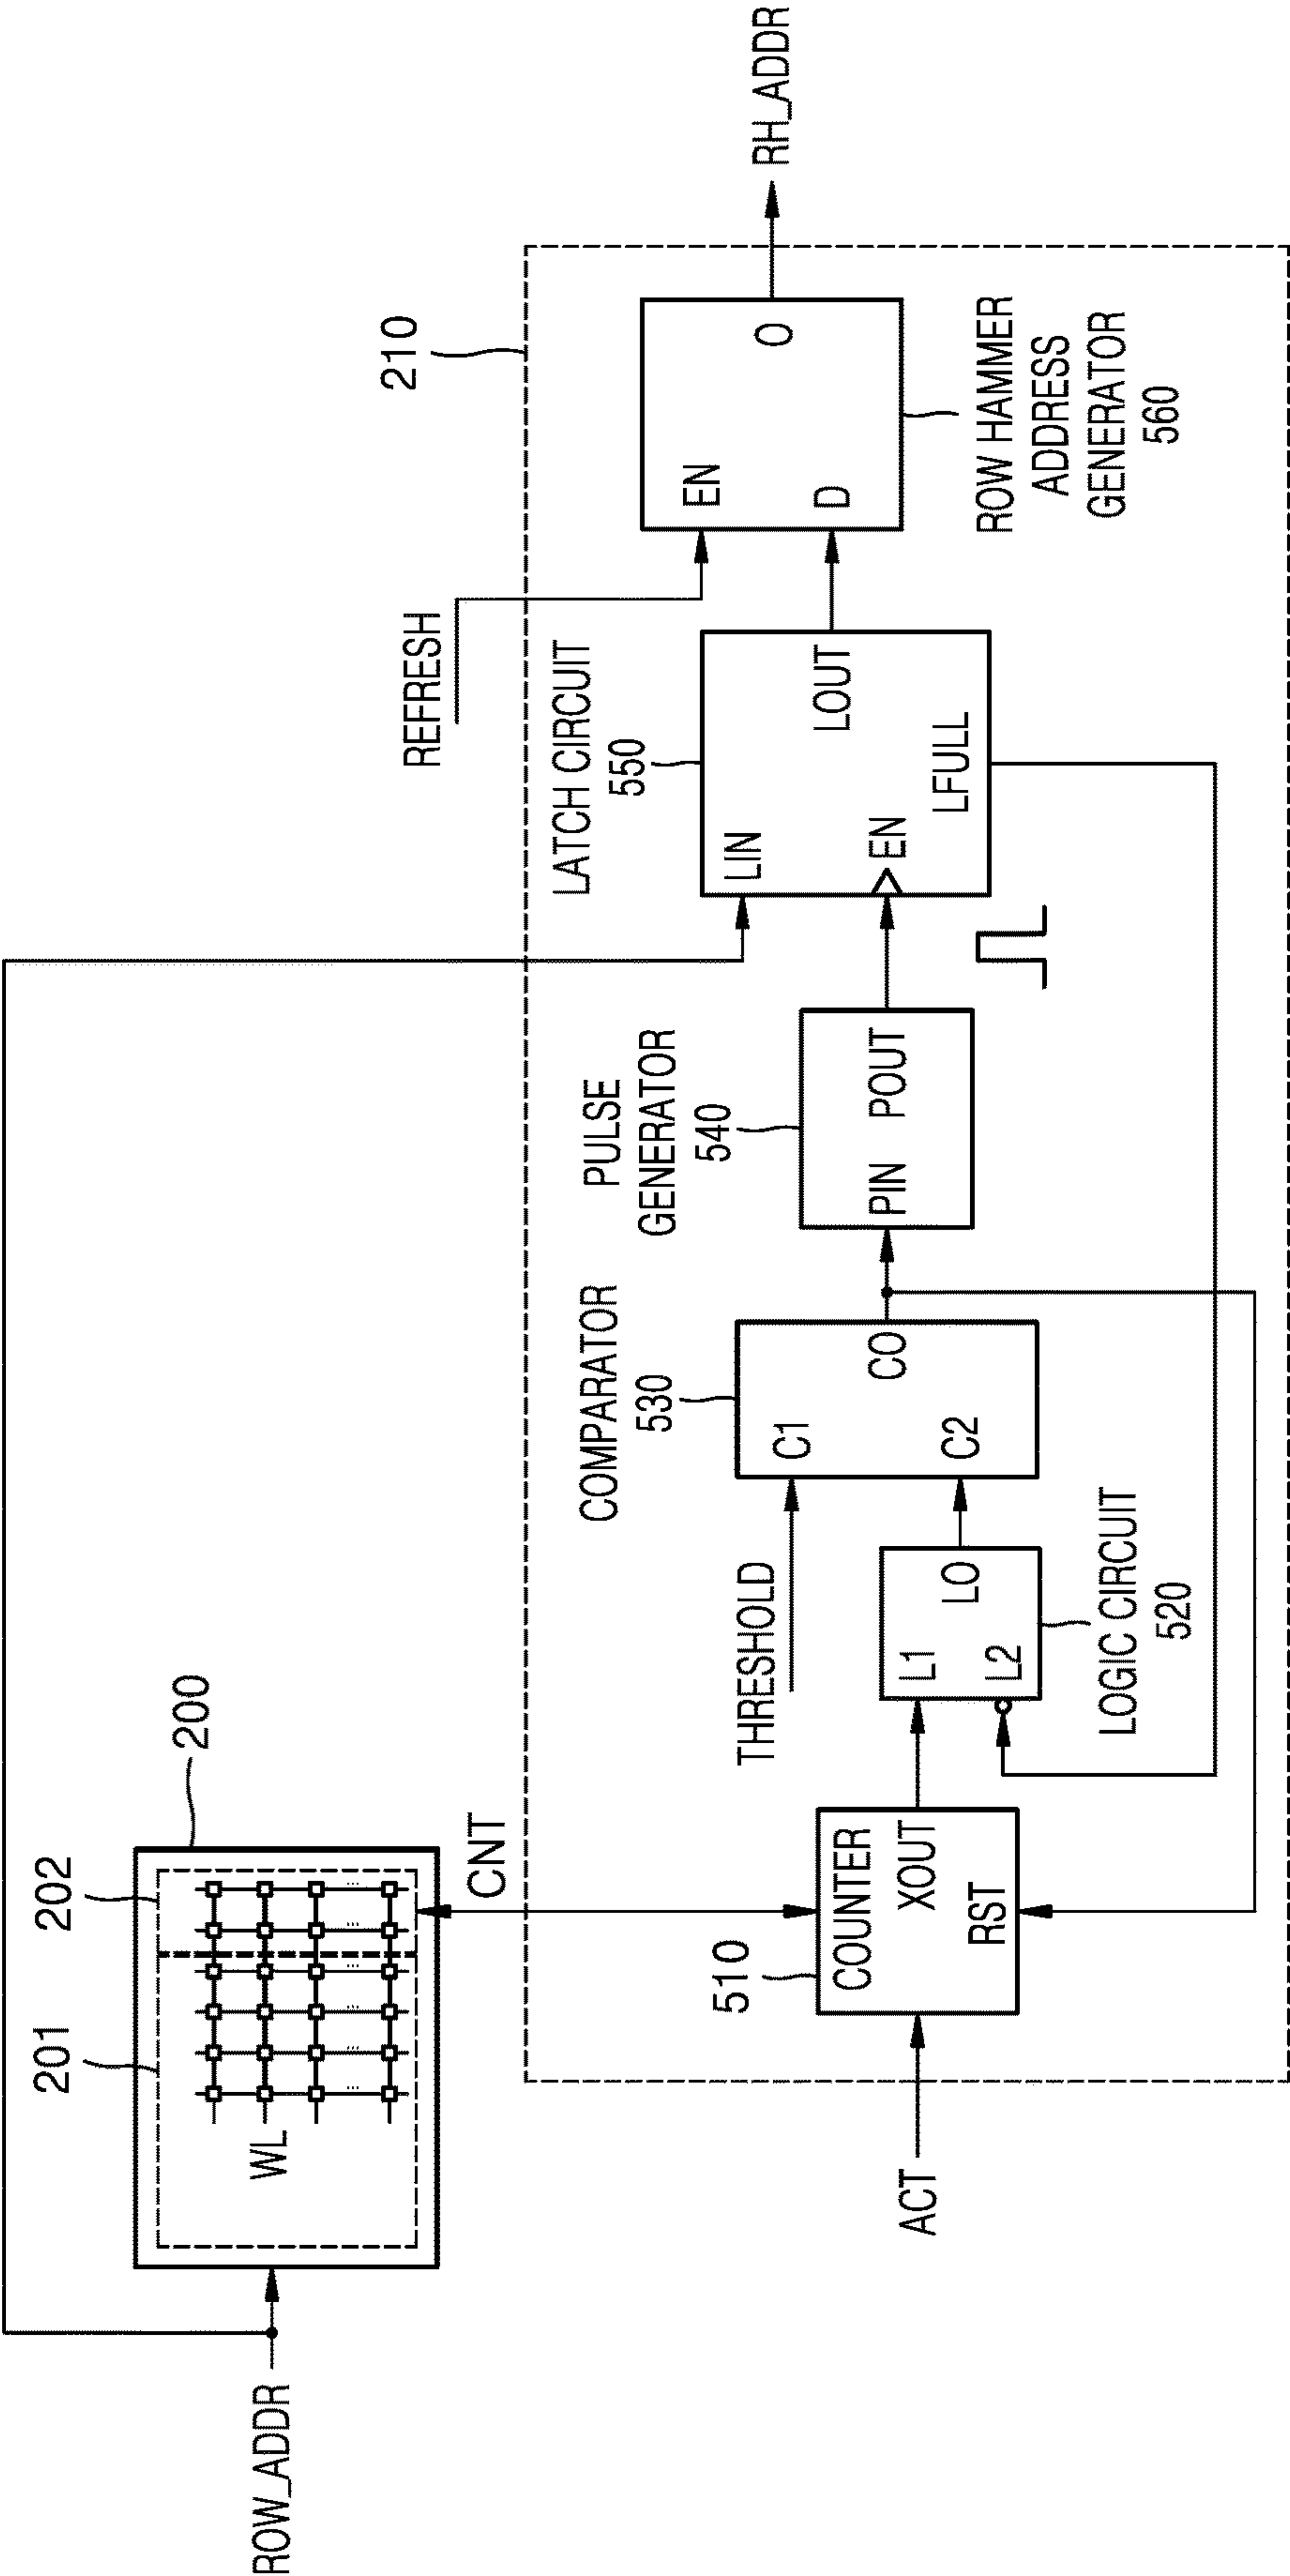 ROW_ADDR
201
202
200
WL
CNT
210
ACT
510
COUNTER
XOUT
RST
THRESHOLD
L1
L2
LO
LOGIC CIRCUIT
520
COMPARATOR
530
C1
C2
CO
PULSE
GENERATOR
540
PIN
POUT
LATCH CIRCUIT
550
LIN
EN
LOUT
LFULL
REFRESH
EN
D
O
ROW HAMMER
ADDRESS
GENERATOR
560
RH_ADDR